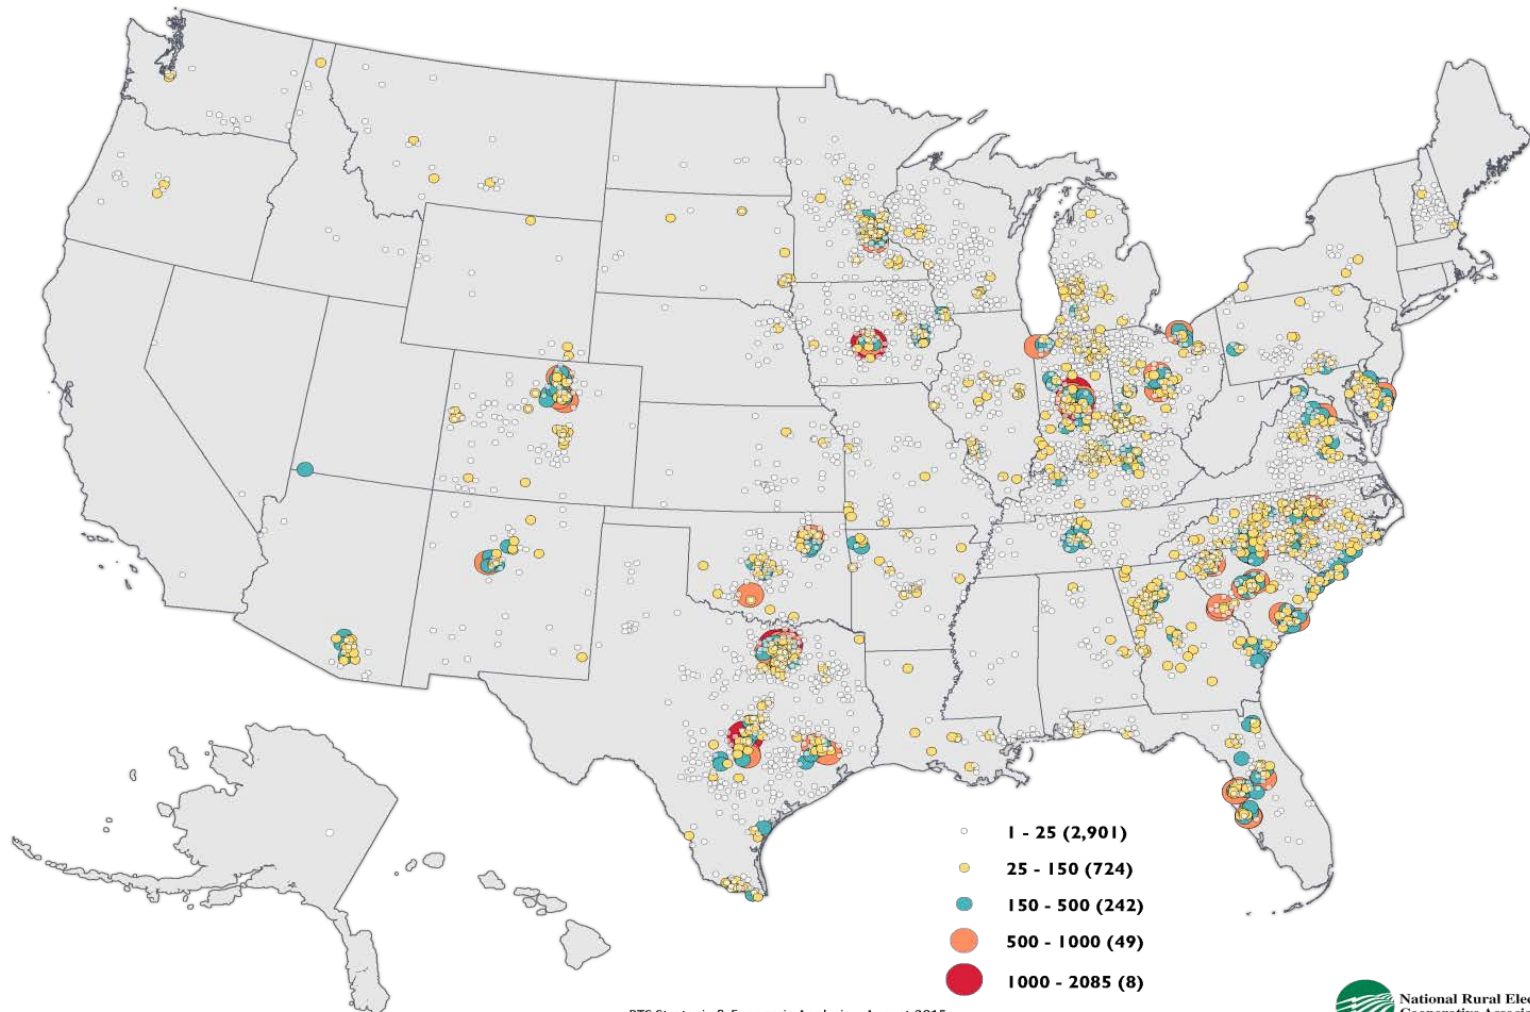 1 - 25 (2,901)
25 - 150 (724)
150 - 500 (242)
500 - 1000 (49)
1000 - 2085 (8)
National Rural Elec